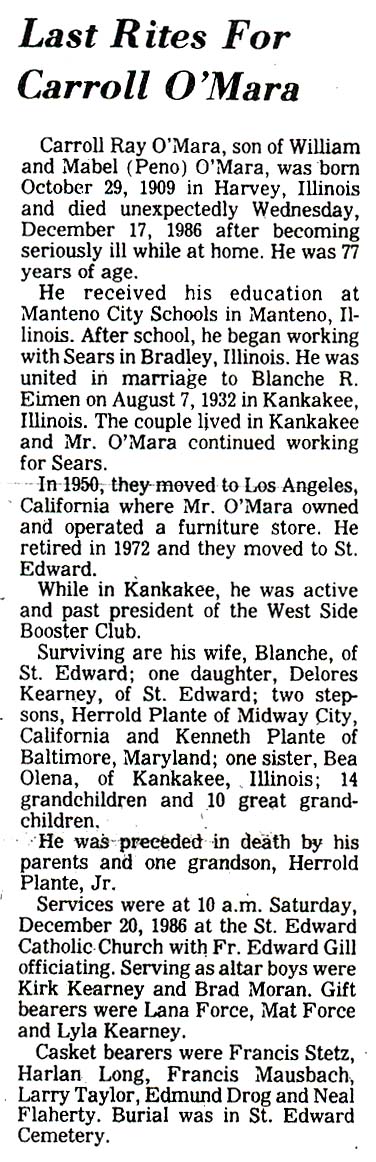 Last Rites For
Carroll O'Mara
Carroll Ray O'Mara, son of William
and Mabel (Peno) O'Mara, was born
October 29, 1909 in Harvey, Illinois
and died unexpectedly Wednesday,
December 17, 1986 after becoming
seriously ill while at home. He was 77
years of age.
He received his education at
Manteno City Schools in Manteno, Il-
linois. After school, he began working
with Sears in Bradley, Illinois. He was
united in marriage to Blanche R.
Eimen on August 7, 1932 in Kankakee,
Illinois. The couple lived in Kankakee
and Mr. O'Mara continued working
for Sears.
In 1950, they moved to Los Angeles,
California where Mr. O'Mara owned
and operated a furniture store. He
retired in 1972 and they moved to St.
Edward.
While in Kankakee, he was active
and past president of the West Side
Booster Club.
Surviving are his wife, Blanche, of
St. Edward; one daughter, Delores
Kearney, of St. Edward; two step-
sons, Herrold Plante of Midway City,
California and Kenneth Plante of
Baltimore, Maryland; one sister, Bea
Olena, of Kankakee, Illinois; 14
grandchildren and 10 great grand-
children.
He was preceded in death by his
parents and one grandson, Herrold
Plante, Jr.
Services were at 10 a.m. Saturday,
December 20, 1986 at the St. Edward
Catholic Church with Fr. Edward Gill
officiating. Serving as altar boys were
Kirk Kearney and Brad Moran. Gift
bearers were Lana Force, Mat Force
and Lyla Kearney.
Casket bearers were Francis Stetz,
Harlan Long, Francis Mausbach,
Larry Taylor, Edmund Drog and Neal
Flaherty. Burial was in St. Edward
Cemetery.